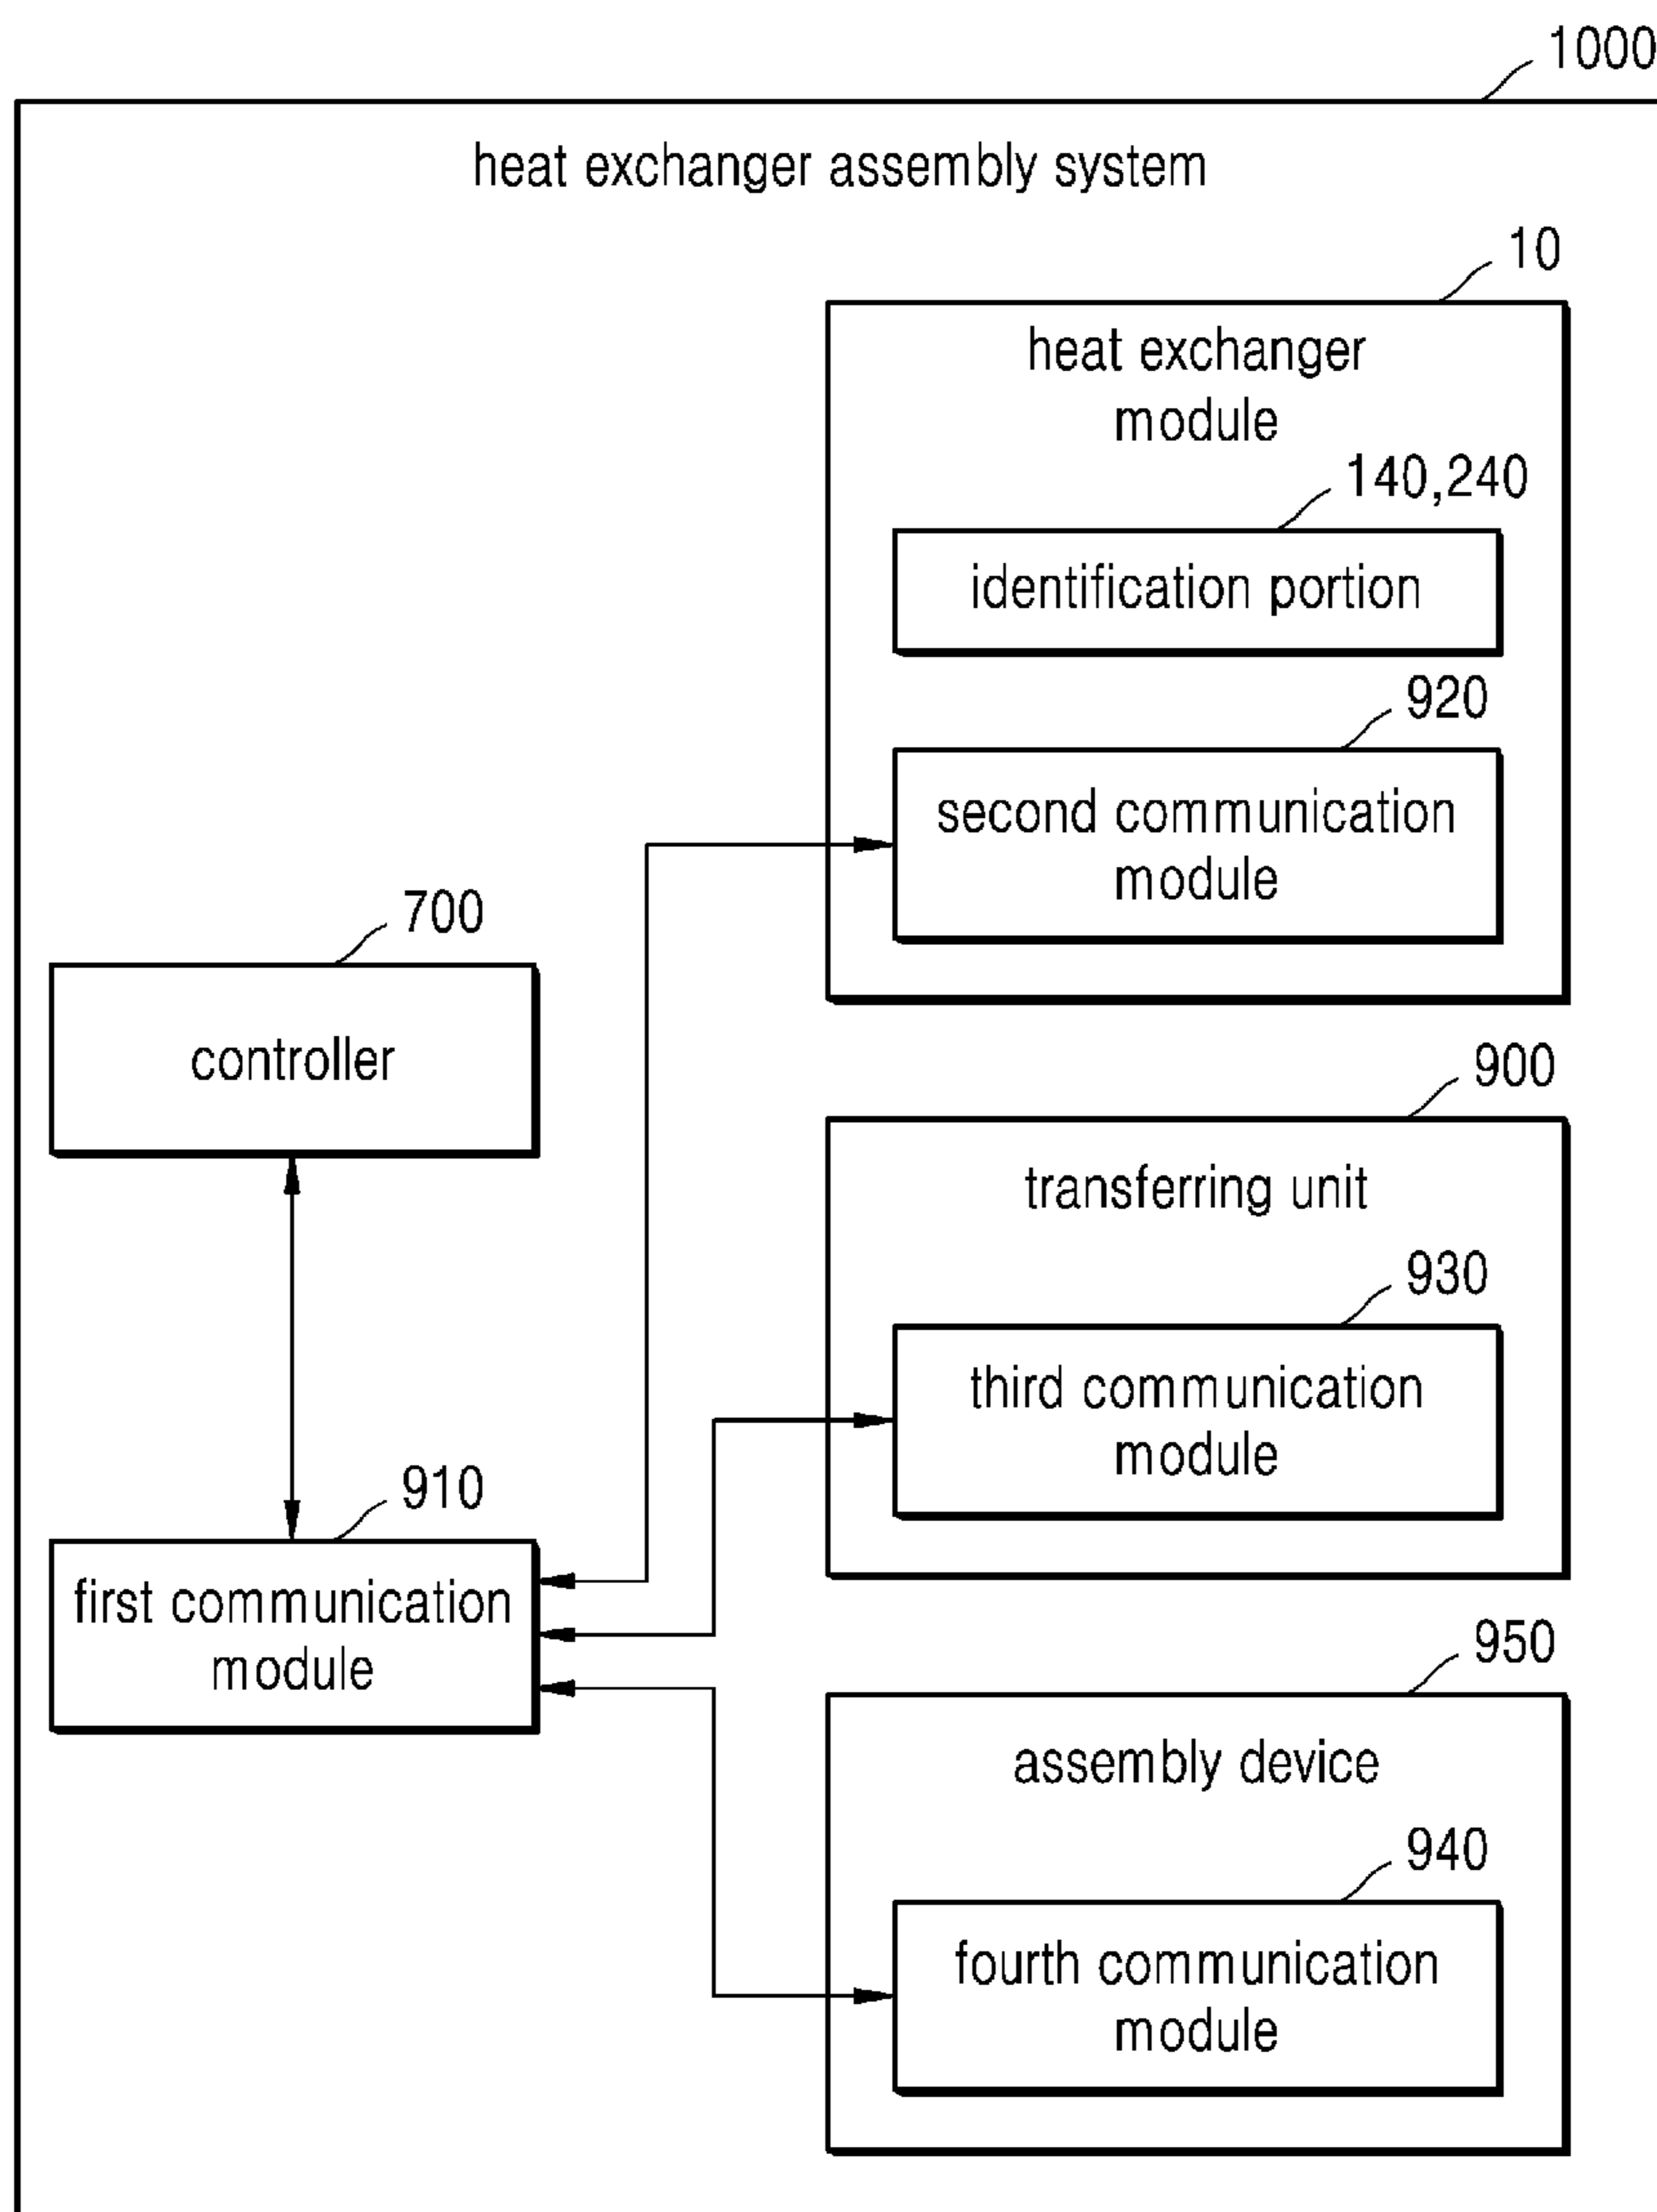 1000
heat exchanger assembly system
10
heat exchanger
module
140,240
identification portion
920
second communication
module
700
controller
900
transferring unit
930
third communication
module
910
first communication
module
950
assembly device
940
fourth communication
module